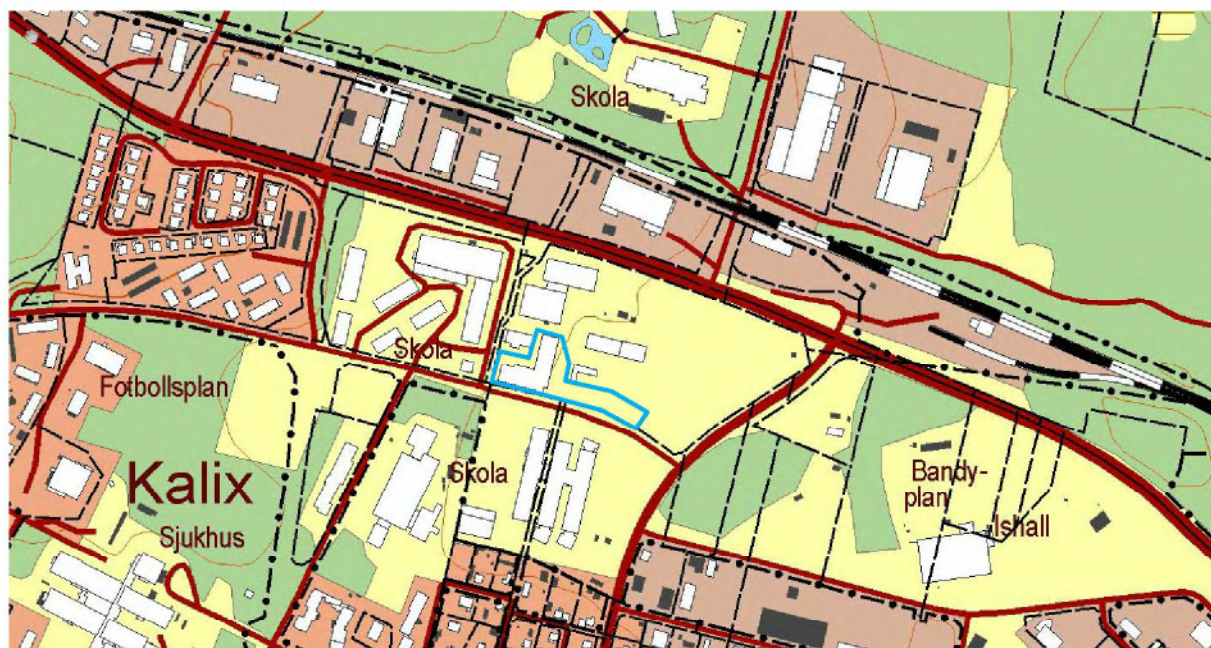 Skola
Skola
Fotbollsplan
Kalix
Sjukhus
Skola
Bandy-
plan
Ishall